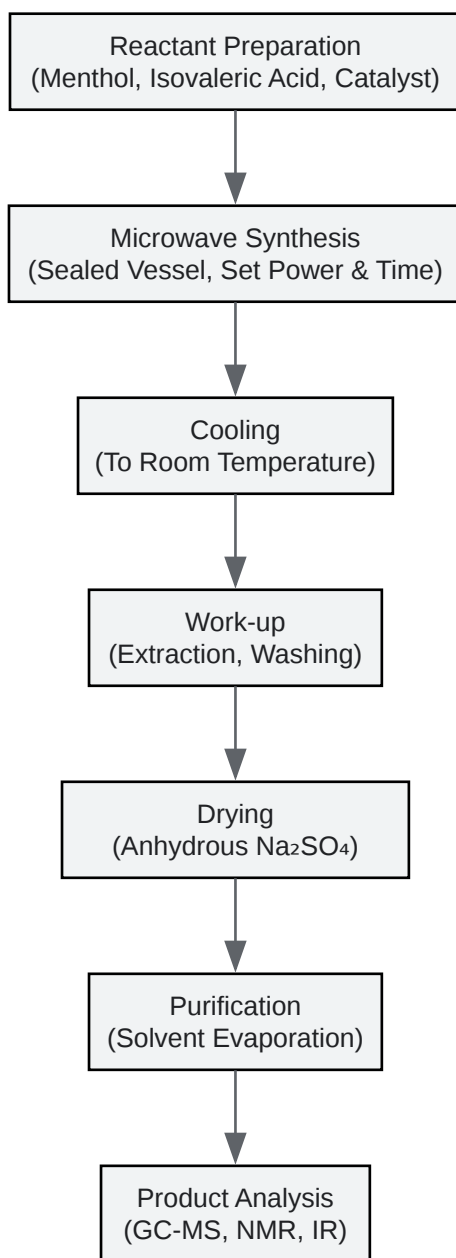 Reactant Preparation
(Menthol, Isovaleric Acid, Catalyst)
Microwave Synthesis
(Sealed Vessel, Set Power & Time)
Cooling
(To Room Temperature)
Work-up
(Extraction, Washing)
Drying
(Anhydrous Na₂SO₄)
Purification
(Solvent Evaporation)
Product Analysis
(GC-MS, NMR, IR)